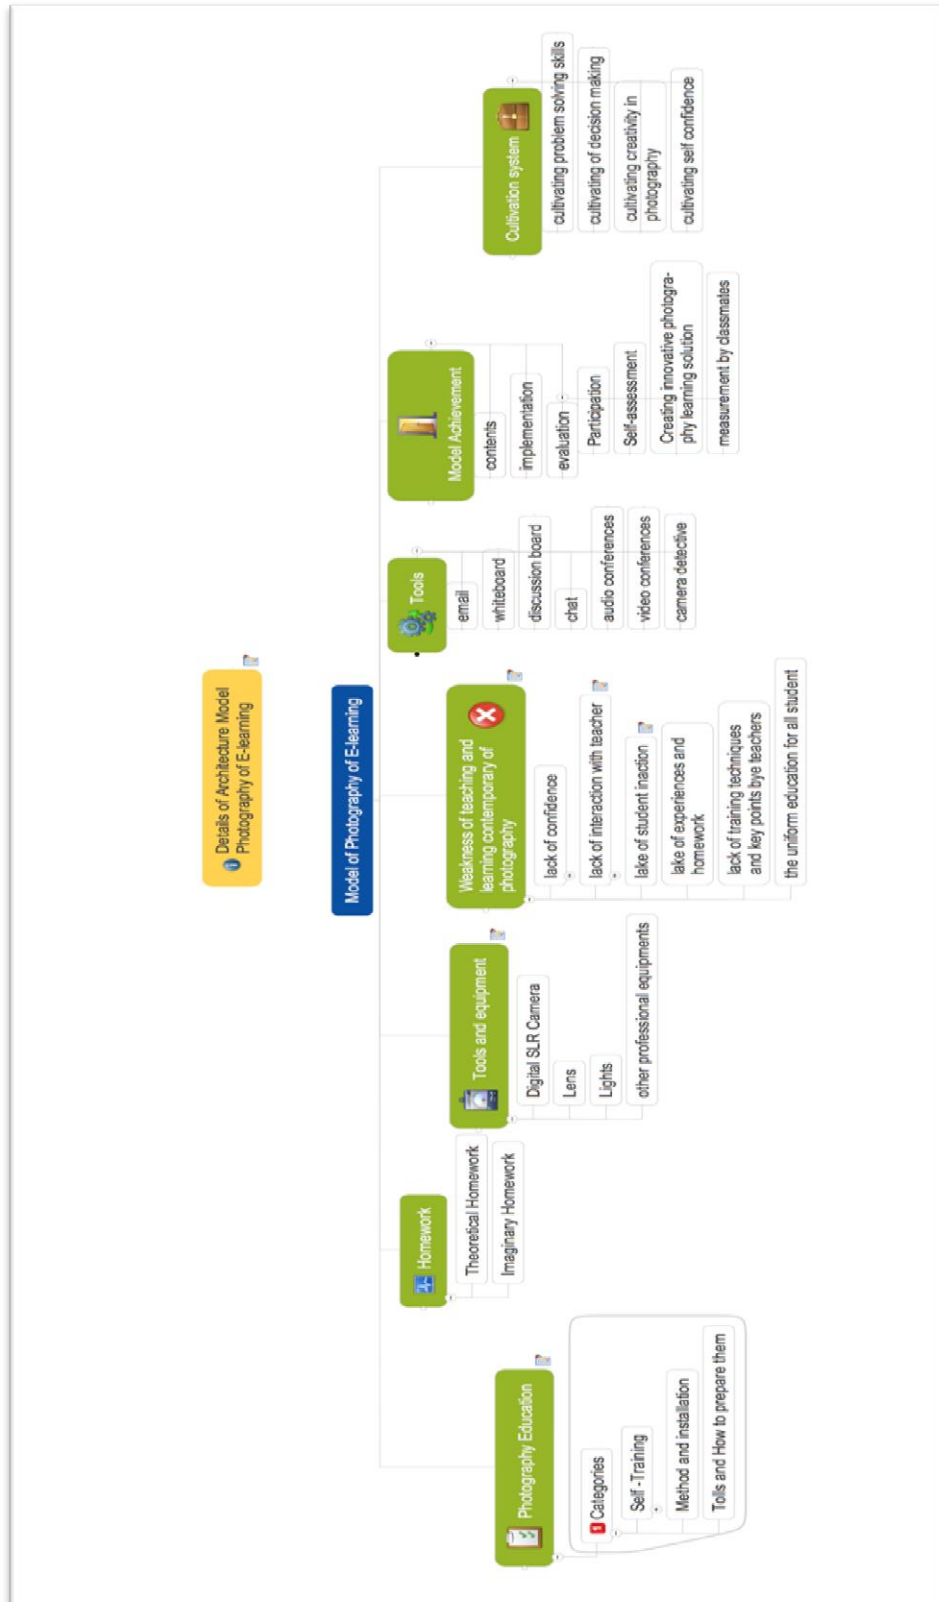 Details of Architecture Model
Photography of E-learning
Model of Photography of E-learning
Photography Education
Categories
Self -Training
Method and installation
Tolls and How to prepare them
Homework
Theoretical Homework
Imaginary Homework
Tools and equipment
Digital SLR Camera
Lens
Lights
other professional equipments
Weakness of teaching and
learning contemporary of
photography
lack of confidence
lack of interaction with teacher
lake of student inaction
lake of experiences and
homework
lack of training techniques
and key points bye teachers
the uniform education for all student
Tools
email
whiteboard
discussion board
chat
audio conferences
video conferences
camera detective
Model Achievement
contents
implementation
evaluation
Participation
Self-assessment
Creating innovative photogra-
phy learning solution
measurement by classmates
Cultivation system
cultivating problem solving skills
cultivating of decision making
cultivating creativity in
photography
cultivating self confidence